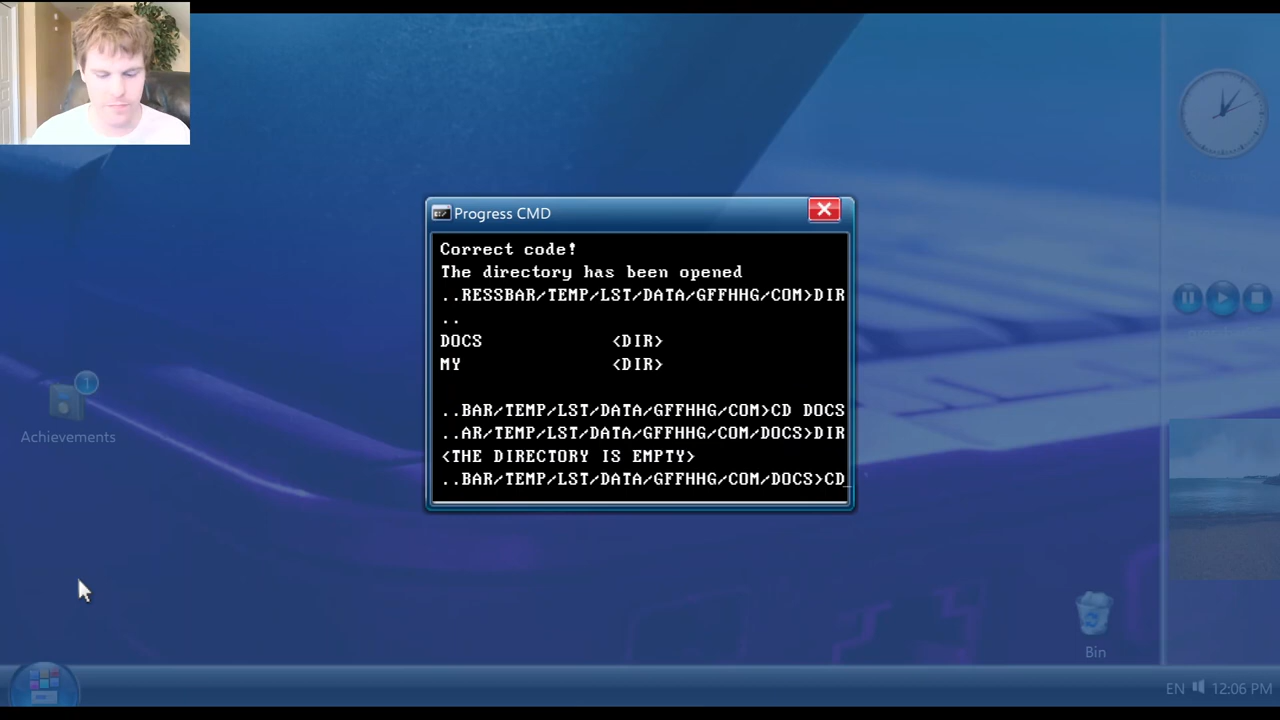 Progress CMD
Correct code!
The directory has been opened
..RESSBAR/TEMP/LST/DATA/GFFHHG/COM>DIR
..
DOCS <DIR>
MY <DIR>
..BAR/TEMP/LST/DATA/GFFHHG/COM>CD DOCS
..AR/TEMP/LST/DATA/GFFHHG/COM/DOCS>DIR
<THE DIRECTORY IS EMPTY>
..BAR/TEMP/LST/DATA/GFFHHG/COM/DOCS>CD_
1
Achievements
Bin
EN 12:06 PM